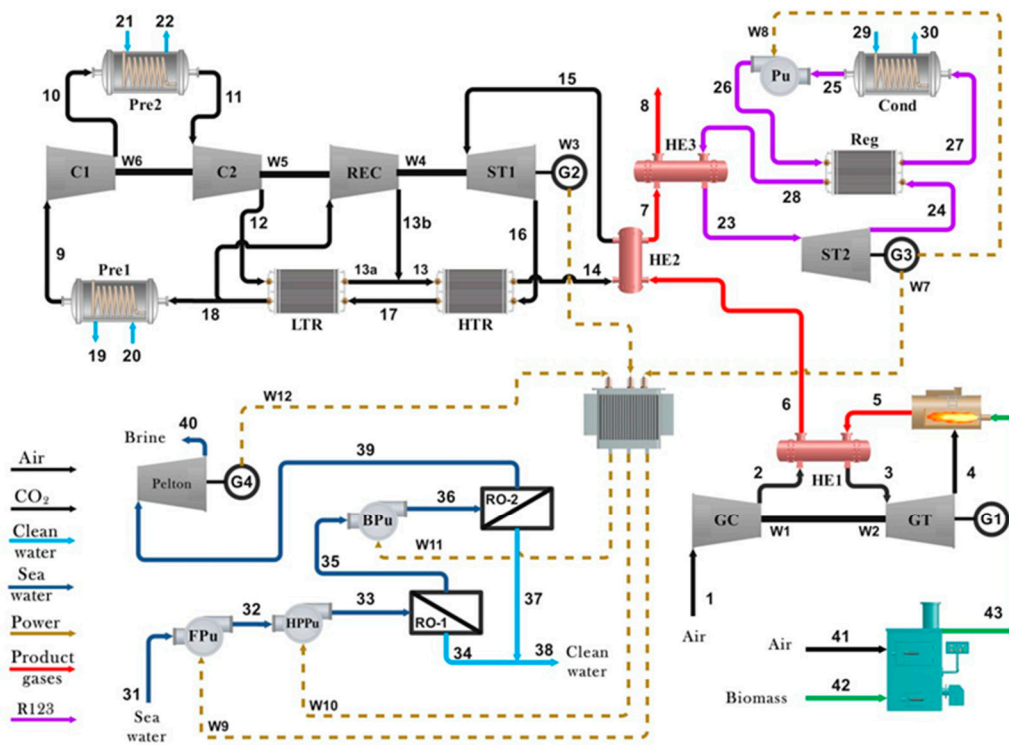 21
22
10
Pre2
11
C1
W6
C2
W5
REC
W4
ST1
W3
G2
15
8
HE3
W8
Pu
26
25
29
30
Cond
27
Reg
28
24
23
ST2
G3
W7
7
HE2
9
12
13b
16
13a
13
14
Pre1
18
LTR
17
HTR
19
20
W12
40
Brine
Pelton
G4
39
6
5
2
HE1
3
4
GC
W1
W2
GT
G1
1
Air
Air
CO2
Clean
water
Sea
water
Power
Product
gases
R123
36
RO-2
BPu
W11
35
37
32
33
FPu
HPPu
RO-1
34
38
Clean
water
31
Sea
water
W9
W10
43
41
Air
42
Biomass